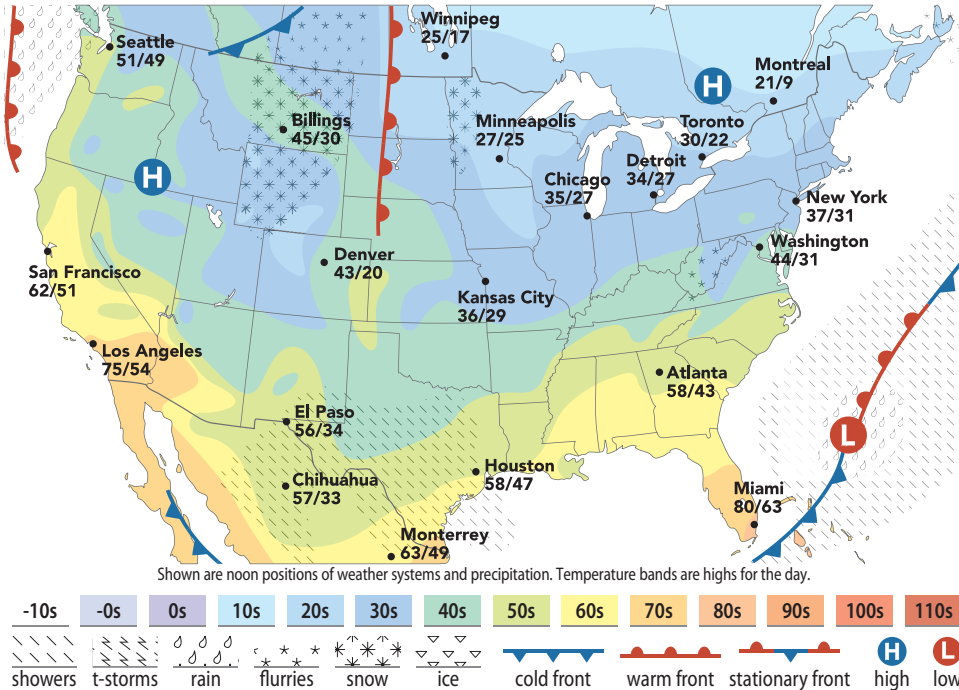 Winnipeg
25/17
Seattle
51/49
Montreal
21/9
H
Billings
45/30
Minneapolis
27/25
Toronto
30/22
Detroit
34/27
H
Chicago
35/27
New York
37/31
Washington
44/31
Denver
43/20
San Francisco
62/51
Kansas City
36/29
Los Angeles
75/54
Atlanta
58/43
El Paso
56/34
L
Houston
58/47
Chihuahua
57/33
Miami
80/63
Monterrey
63/49
Shown are noon positions of weather systems and precipitation. Temperature bands are highs for the day.
-10s -0s 0s 10s 20s 30s 40s 50s 60s 70s 80s 90s 100s 110s
H L
showers t-storms rain flurries snow ice cold front warm front stationary front high low